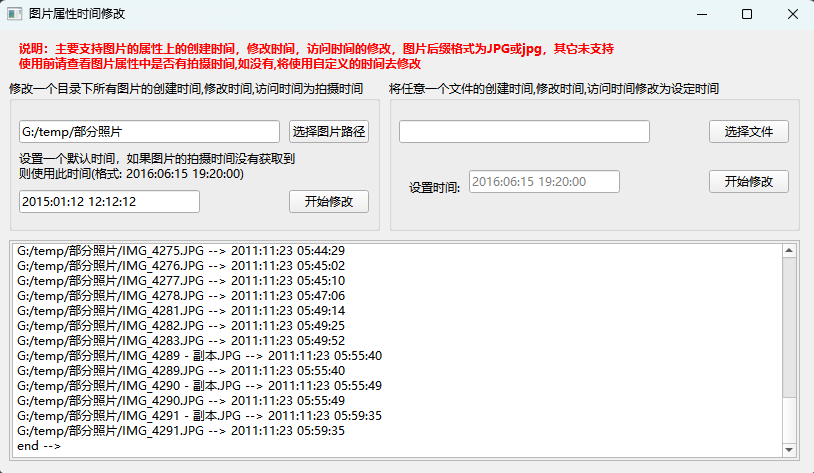 图片属性时间修改
说明：主要支持图片的属性上的创建时间，修改时间，访问时间的修改，图片后缀格式为JPG或jpg，其它未支持
使用前请查看图片属性中是否有拍摄时间,如没有,将使用自定义的时间去修改
修改一个目录下所有图片的创建时间,修改时间,访问时间为拍摄时间
将任意一个文件的创建时间,修改时间,访问时间修改为设定时间
G:/temp/部分照片
选择图片路径
设置一个默认时间，如果图片的拍摄时间没有获取到
则使用此时间(格式: 2016:06:15 19:20:00)
2015:01:12 12:12:12
开始修改
选择文件
设置时间:
2016:06:15 19:20:00
开始修改
G:/temp/部分照片/IMG_4275.JPG --> 2011:11:23 05:44:29
G:/temp/部分照片/IMG_4276.JPG --> 2011:11:23 05:45:02
G:/temp/部分照片/IMG_4277.JPG --> 2011:11:23 05:45:10
G:/temp/部分照片/IMG_4278.JPG --> 2011:11:23 05:47:06
G:/temp/部分照片/IMG_4281.JPG --> 2011:11:23 05:49:14
G:/temp/部分照片/IMG_4282.JPG --> 2011:11:23 05:49:25
G:/temp/部分照片/IMG_4283.JPG --> 2011:11:23 05:49:52
G:/temp/部分照片/IMG_4289 - 副本.JPG --> 2011:11:23 05:55:40
G:/temp/部分照片/IMG_4289.JPG --> 2011:11:23 05:55:40
G:/temp/部分照片/IMG_4290 - 副本.JPG --> 2011:11:23 05:55:49
G:/temp/部分照片/IMG_4290.JPG --> 2011:11:23 05:55:49
G:/temp/部分照片/IMG_4291 - 副本.JPG --> 2011:11:23 05:59:35
G:/temp/部分照片/IMG_4291.JPG --> 2011:11:23 05:59:35
end -->